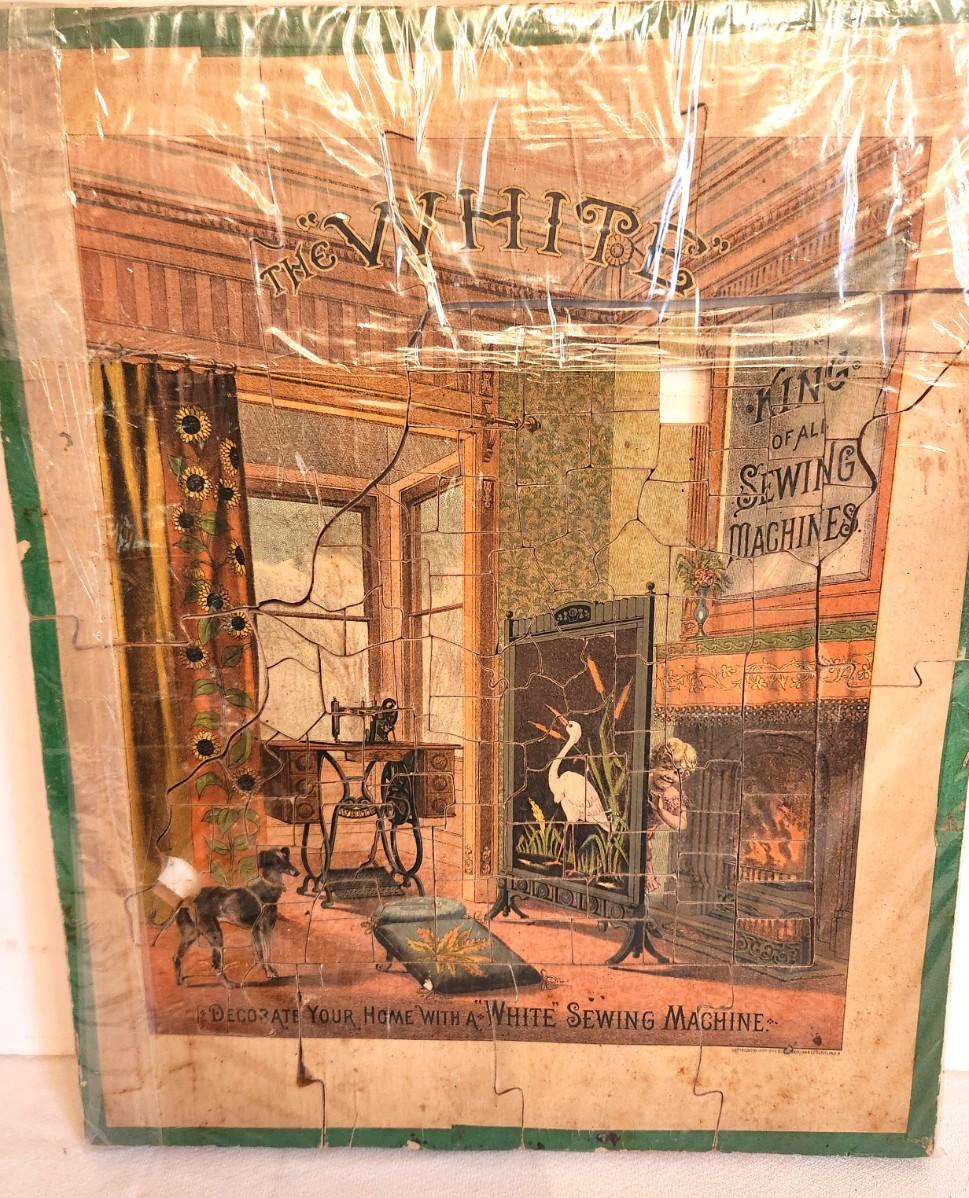 THE "WHITE"
KING
OF ALL
SEWING
MACHINES.
DECORATE YOUR HOME WITH A "WHITE" SEWING MACHINE.